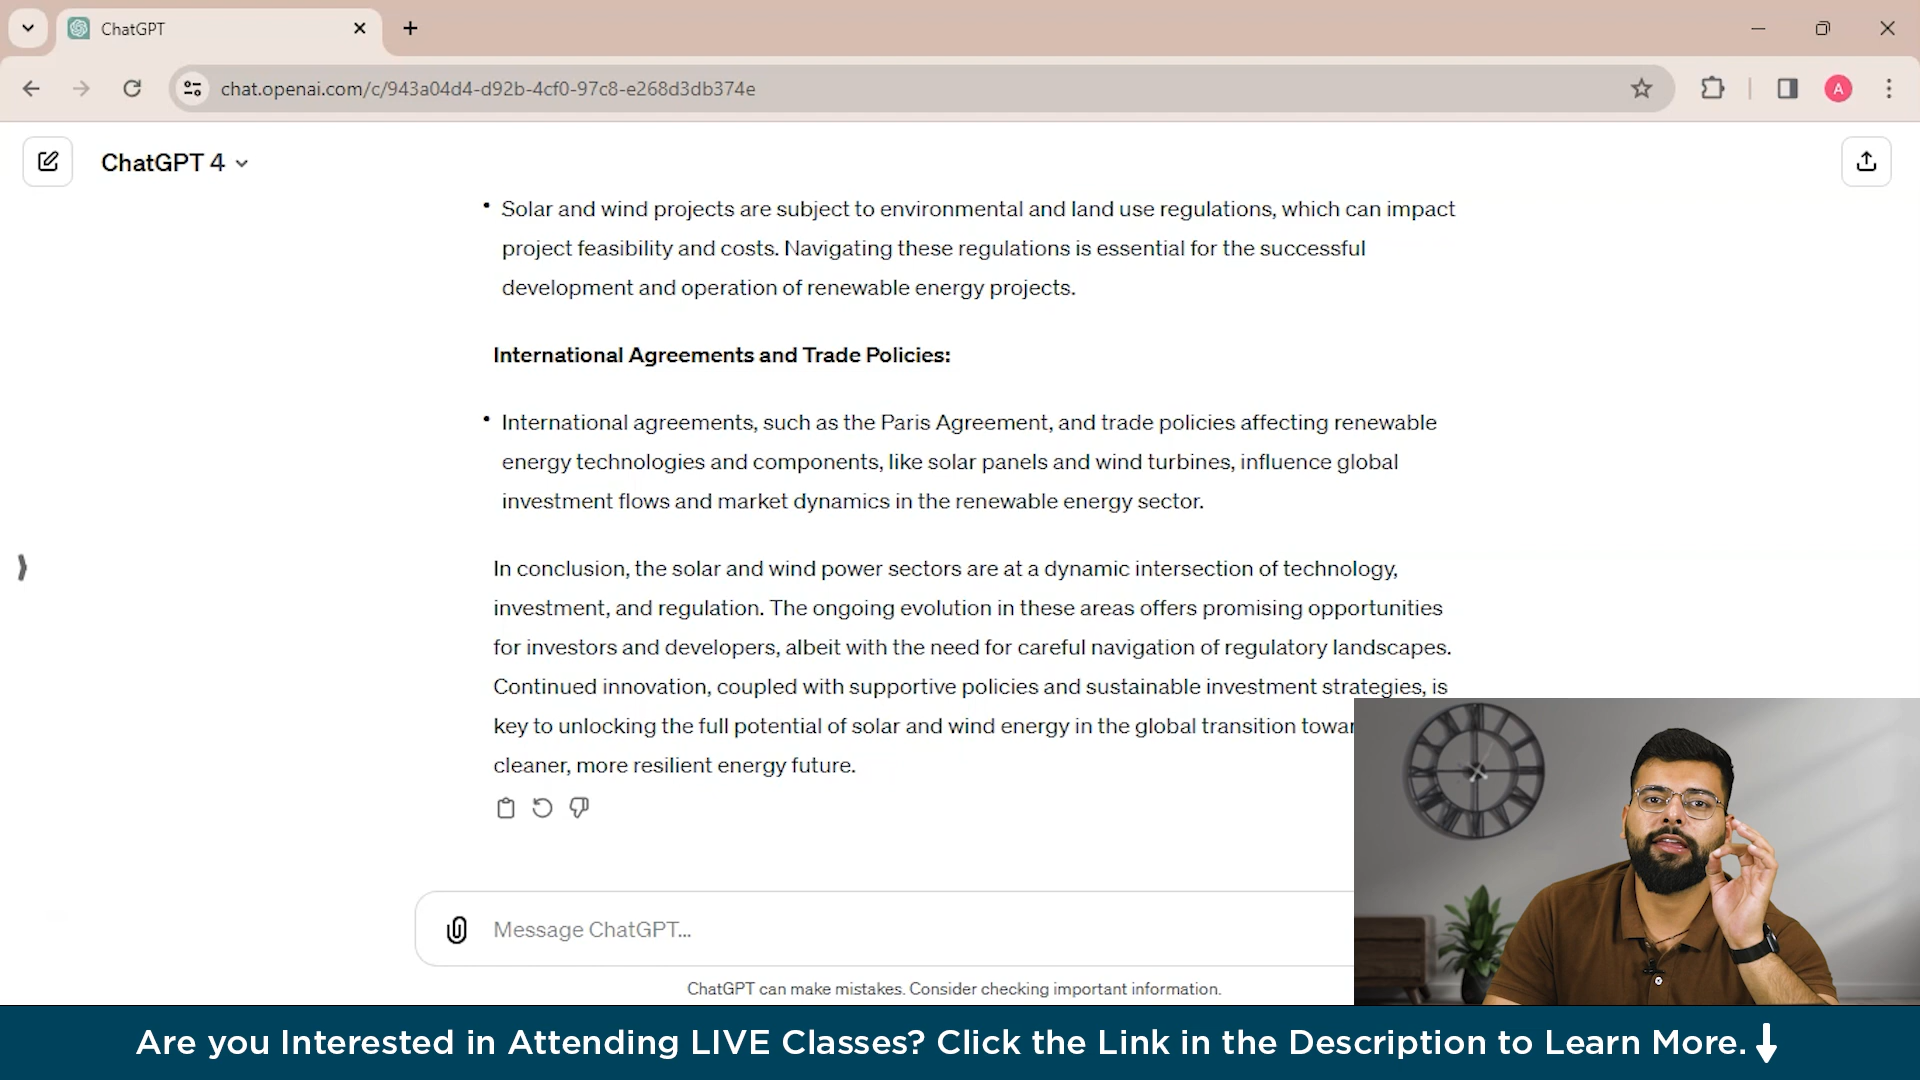 ChatGPT
chat.openai.com/c/943a04d4-d92b-4cf0-97c8-e268d3db374e
A
ChatGPT 4
• Solar and wind projects are subject to environmental and land use regulations, which can impact
project feasibility and costs. Navigating these regulations is essential for the successful
development and operation of renewable energy projects.
International Agreements and Trade Policies:
• International agreements, such as the Paris Agreement, and trade policies affecting renewable
energy technologies and components, like solar panels and wind turbines, influence global
investment flows and market dynamics in the renewable energy sector.
In conclusion, the solar and wind power sectors are at a dynamic intersection of technology,
investment, and regulation. The ongoing evolution in these areas offers promising opportunities
for investors and developers, albeit with the need for careful navigation of regulatory landscapes.
Continued innovation, coupled with supportive policies and sustainable investment strategies, is
key to unlocking the full potential of solar and wind energy in the global transition
cleaner, more resilient energy future.
Message ChatGPT...
ChatGPT can make mistakes. Consider checking important information.
Are you Interested in Attending LIVE Classes? Click the Link in the Description to Learn More.